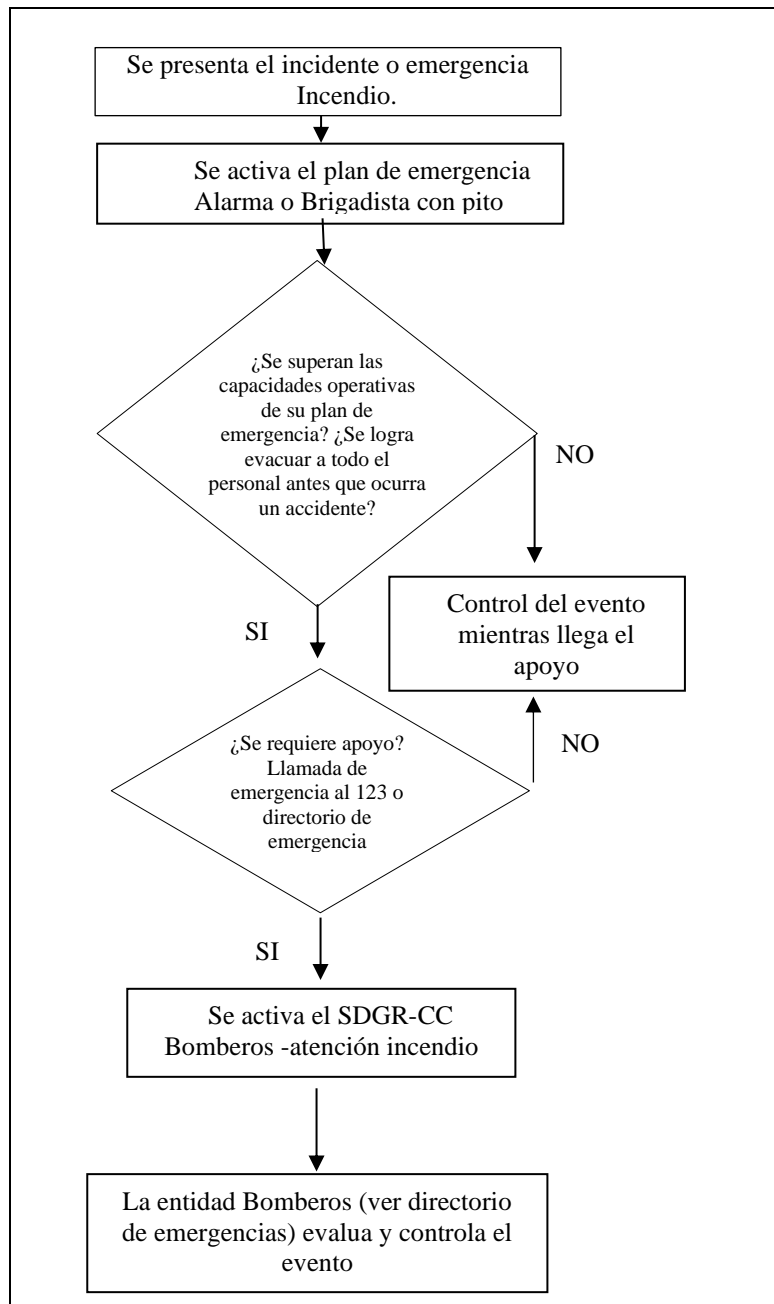 Se presenta el incidente o emergencia
Incendio.
Se activa el plan de emergencia
Alarma o Brigadista con pito
¿Se superan las
capacidades operativas
de su plan de
emergencia? ¿Se logra
evacuar a todo el
personal antes que ocurra
un accidente?
NO
Control del evento
mientras llega el
apoyo
SI
¿Se requiere apoyo?
Llamada de
emergencia al 123 o
directorio de
emergencia
NO
SI
Se activa el SDGR-CC
Bomberos -atención incendio
La entidad Bomberos (ver directorio
de emergencias) evalua y controla el
evento